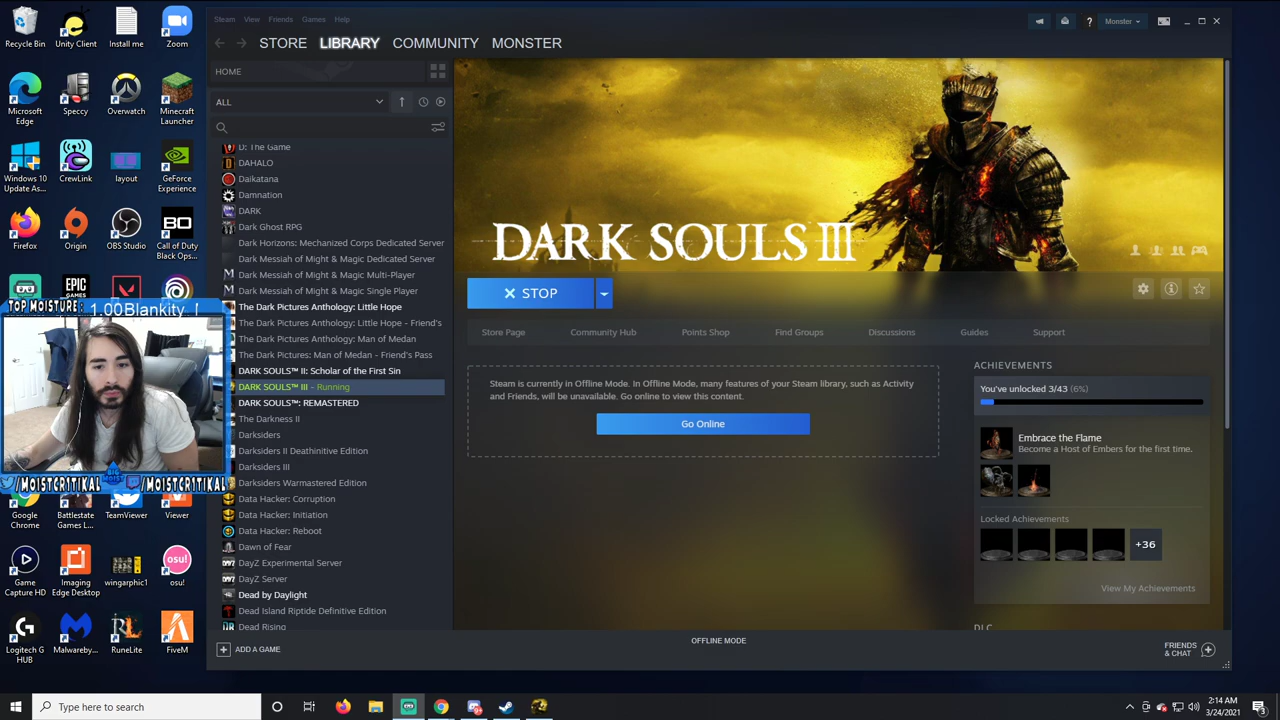 Steam View Friends Games Help
Monster
STORE LIBRARY COMMUNITY MONSTER
HOME
ALL
D: The Game
DAHALO
Daikatana
Damnation
DARK
Dark Ghost RPG
Dark Horizons: Mechanized Corps Dedicated Server
Dark Messiah of Might & Magic Dedicated Server
Dark Messiah of Might & Magic Multi-Player
Dark Messiah of Might & Magic Single Player
The Dark Pictures Anthology: Little Hope
The Dark Pictures Anthology: Little Hope - Friend's
The Dark Pictures Anthology: Man of Medan
The Dark Pictures: Man of Medan - Friend's Pass
DARK SOULS™ II: Scholar of the First Sin
DARK SOULS™ III - Running
DARK SOULS™: REMASTERED
The Darkness II
Darksiders
Darksiders II Deathinitive Edition
Darksiders III
Darksiders Warmastered Edition
Data Hacker: Corruption
Data Hacker: Initiation
Data Hacker: Reboot
Dawn of Fear
DayZ Experimental Server
DayZ Server
Dead by Daylight
Dead Island Riptide Definitive Edition
Dead Rising
ADD A GAME
DARK SOULS III
STOP
Store Page Community Hub Points Shop Find Groups Discussions Guides Support
Steam is currently in Offline Mode. In Offline Mode, many features of your Steam library, such as Activity
and Friends, will be unavailable. Go online to view this content.
Go Online
ACHIEVEMENTS
You've unlocked 3/43 (6%)
Embrace the Flame
Become a Host of Embers for the first time.
Locked Achievements
+36
View My Achievements
DLC
OFFLINE MODE
FRIENDS
& CHAT
Recycle Bin Unity Client Install me Zoom
Microsoft
Edge
Speccy
Overwatch
Minecraft
Launcher
Windows 10
Update As...
CrewLink
layout
GeForce
Experience
Firefox
Origin
OBS Studio
BO
Call of Duty
Black Ops...
EPIC
GAMES
TOP MOISTURE: 1.00Blankity
/MOISTCR1TIKAL
BIG
MOIST
/MOISTCR1TIKAL
Google
Chrome
Battlestate
Games L...
TeamViewer
Viewer
Game
Capture HD
Imaging
Edge Desktop
wingarphic1
osu!
osu!
Logitech G
HUB
Malwareby...
RuneLite
FiveM
Type here to search
2:14 AM
3/24/2021
3